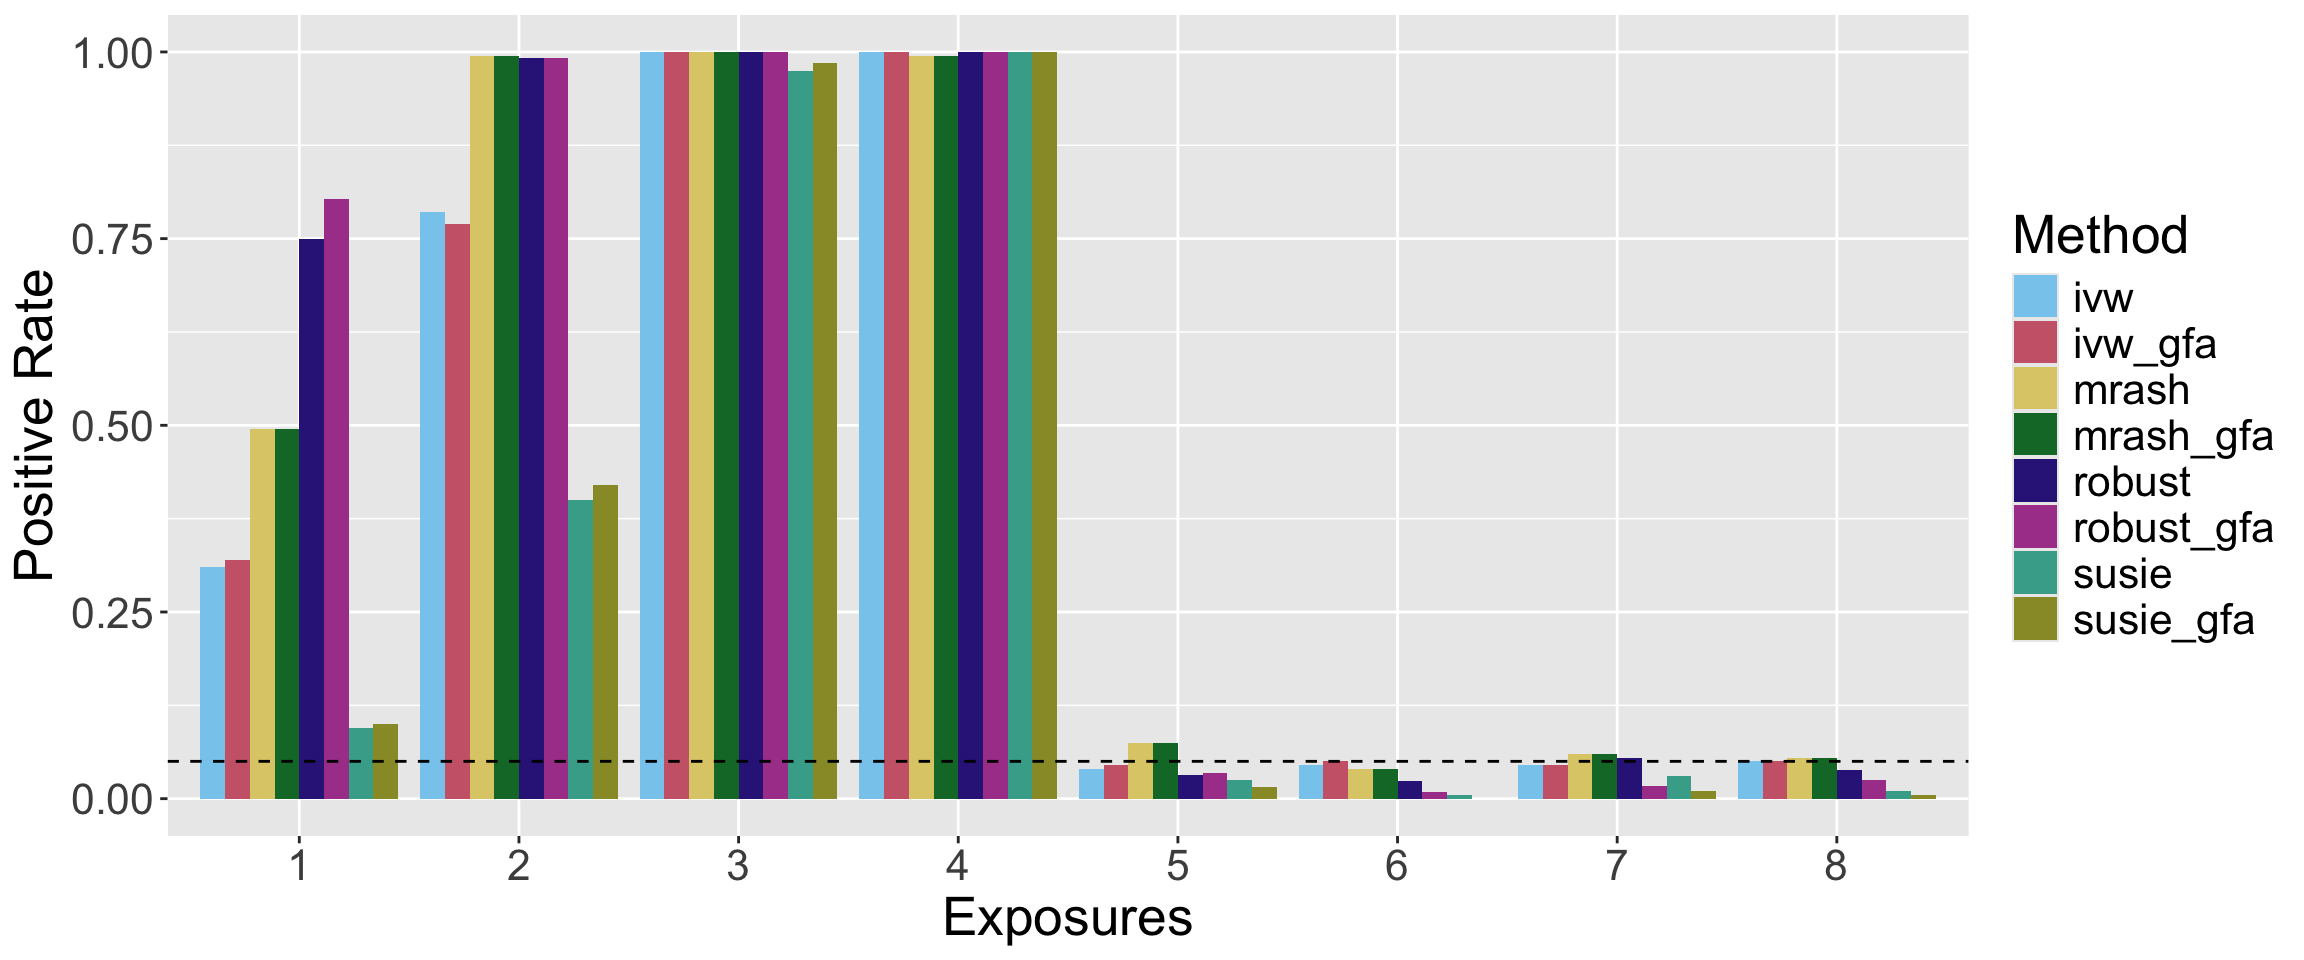 1.00
0.75
0.50
0.25
0.00
Positive Rate
1 2 3 4 5 6 7 8
Exposures
Method
ivw
ivw_gfa
mrash
mrash_gfa
robust
robust_gfa
susie
susie_gfa